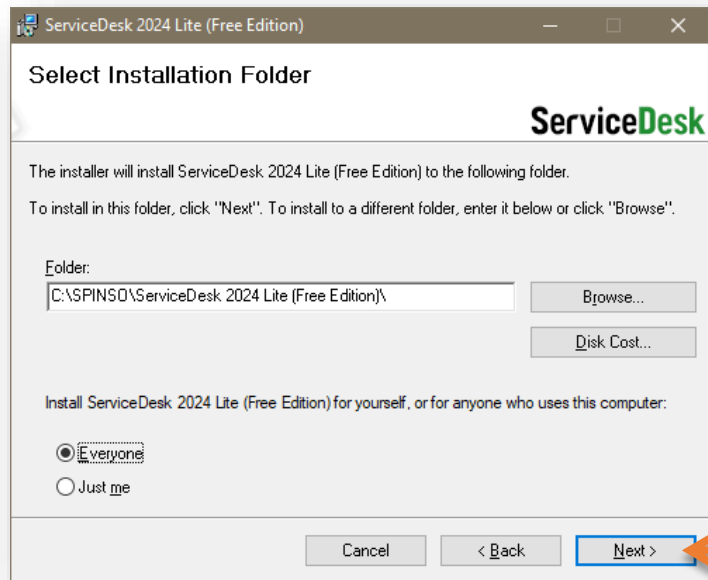 ServiceDesk 2024 Lite (Free Edition)
Select Installation Folder
ServiceDesk
The installer will install ServiceDesk 2024 Lite (Free Edition) to the following folder.
To install in this folder, click "Next". To install to a different folder, enter it below or click "Browse".
Folder:
C:\SPINSO\ServiceDesk 2024 Lite (Free Edition)\
Browse...
Disk Cost...
Install ServiceDesk 2024 Lite (Free Edition) for yourself, or for anyone who uses this computer:
Everyone
Just me
Cancel
< Back
Next >